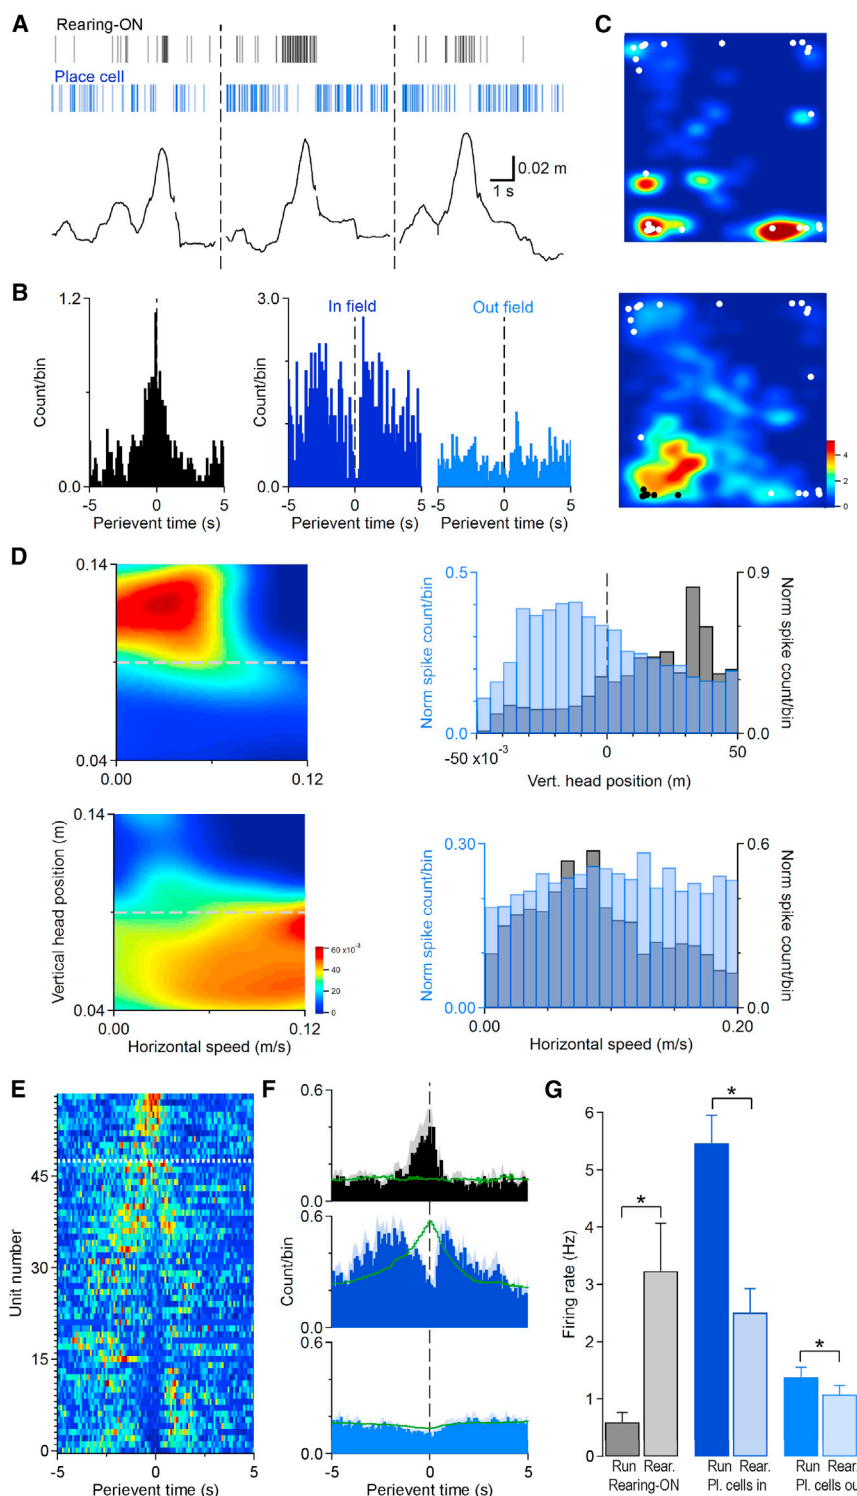 A
Rearing-ON
Place cell
0.02 m
1 s
B
1.2
Count/bin
0.0
-5 0 5
Perievent time (s)
3.0
Count/bin
0.0
In field
-5 0 5
Perievent time (s)
Out field
-5 0 5
Perievent time (s)
C
4
2
0
D
0.14
0.04
0.00 0.12
0.14
Vertical head position (m)
0.04
0.00 0.12
Horizontal speed (m/s)
60 x10-3
40
20
0
0.5
Norm spike count/bin
0.0
0.9
Norm spike count/bin
0.0
-50 x10-3 0 50
Vert. head position (m)
0.30
Norm spike count/bin
0.00
0.6
Norm spike count/bin
0.0
0.00 0.10 0.20
Horizontal speed (m/s)
E
Unit number
45
30
15
0
-5 0 5
Perievent time (s)
F
0.6
0.0
0.6
Count/bin
0.0
0.6
0.0
-5 0 5
Perievent time (s)
G
Firing rate (Hz)
6
5
4
3
2
1
0
*
*
*
Run Rear. Run Rear. Run Rear.
Rearing-ON Pl. cells in Pl. cells ou